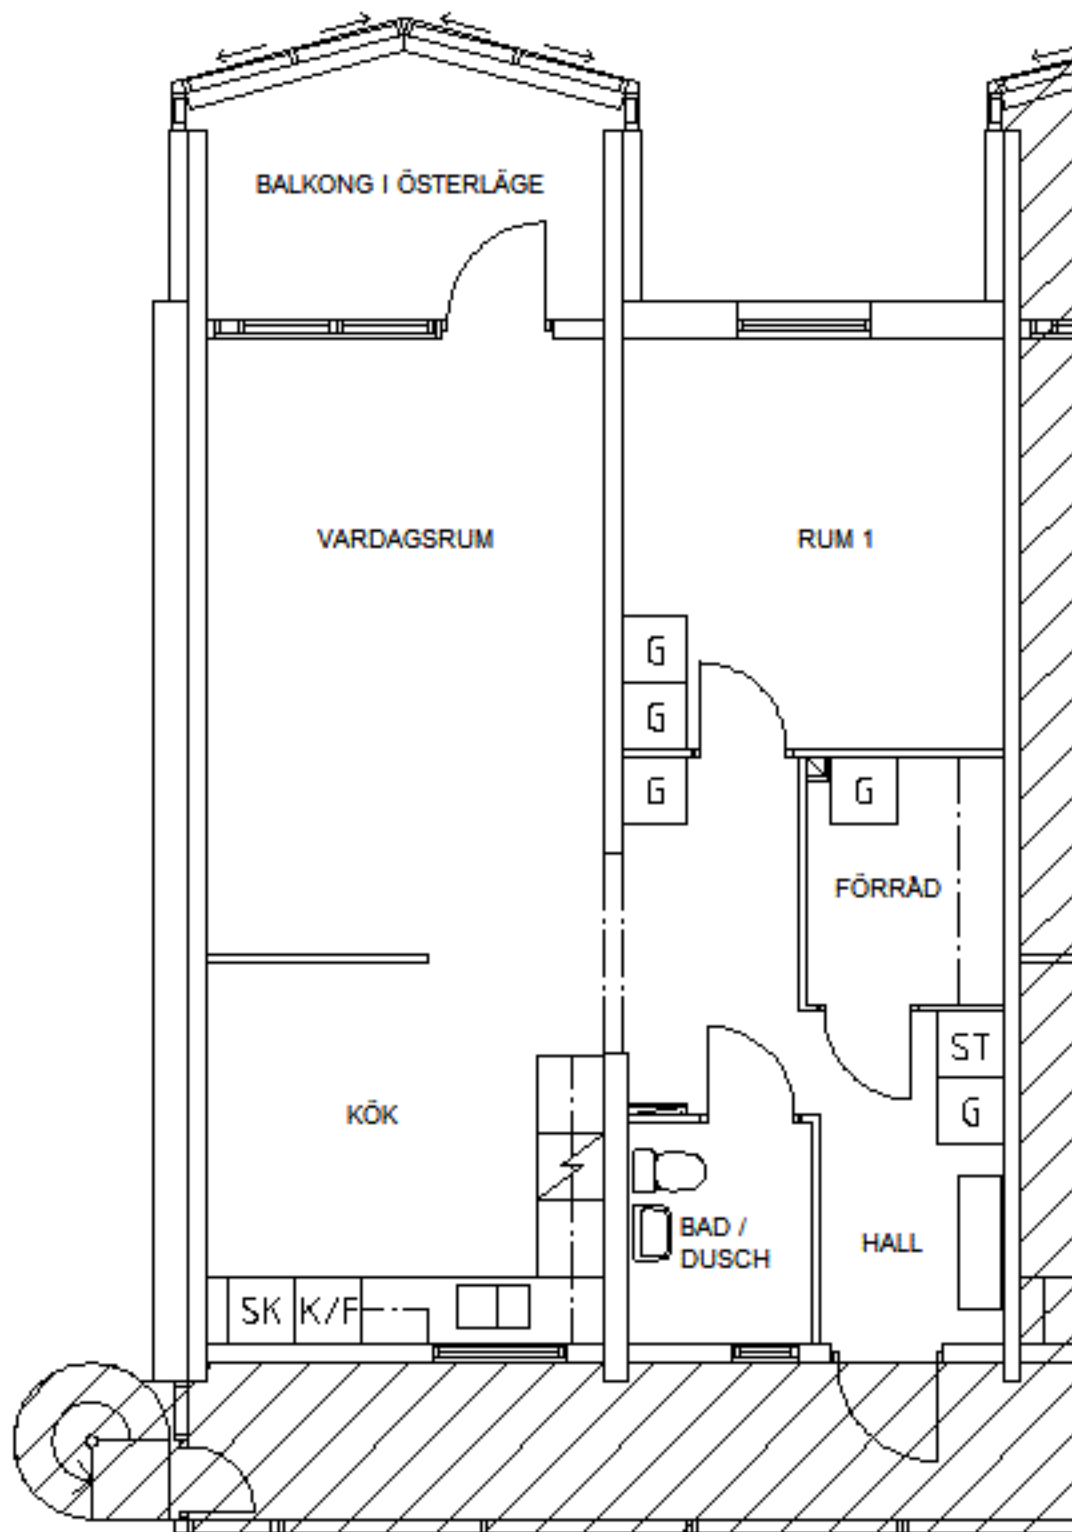 BALKONG I ÖSTERLÄGE
VARDAGSRUM
RUM 1
G
G
G
G
FÖRRÅD
ST
G
KÖK
BAD /
DUSCH
HALL
SK
K/F